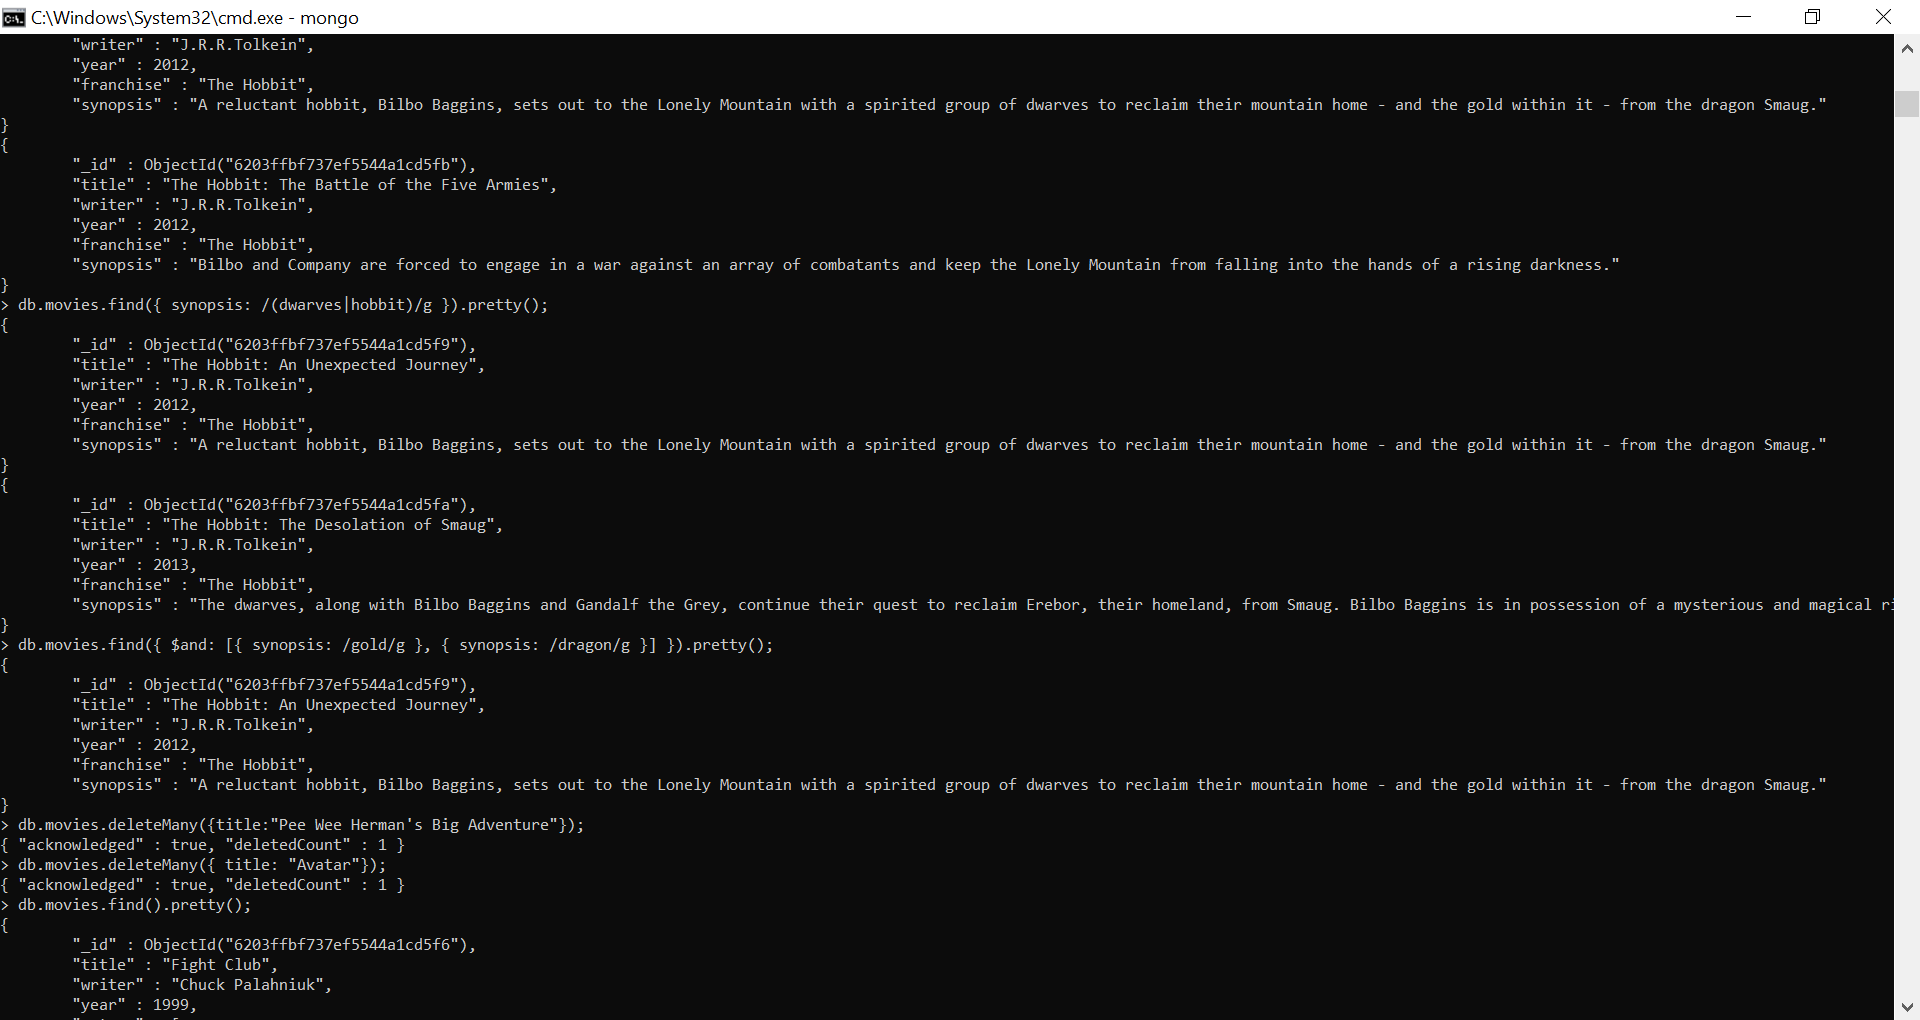 C:\Windows\System32\cmd.exe - mongo
"writer" : "J.R.R.Tolkein",
"year" : 2012,
"franchise" : "The Hobbit",
"synopsis" : "A reluctant hobbit, Bilbo Baggins, sets out to the Lonely Mountain with a spirited group of dwarves to reclaim their mountain home - and the gold within it - from the dragon Smaug."
}
{
"_id" : ObjectId("6203ffbf737ef5544a1cd5fb"),
"title" : "The Hobbit: The Battle of the Five Armies",
"writer" : "J.R.R.Tolkein",
"year" : 2012,
"franchise" : "The Hobbit",
"synopsis" : "Bilbo and Company are forced to engage in a war against an array of combatants and keep the Lonely Mountain from falling into the hands of a rising darkness."
}
> db.movies.find({ synopsis: /(dwarves|hobbit)/g }).pretty();
{
"_id" : ObjectId("6203ffbf737ef5544a1cd5f9"),
"title" : "The Hobbit: An Unexpected Journey",
"writer" : "J.R.R.Tolkein",
"year" : 2012,
"franchise" : "The Hobbit",
"synopsis" : "A reluctant hobbit, Bilbo Baggins, sets out to the Lonely Mountain with a spirited group of dwarves to reclaim their mountain home - and the gold within it - from the dragon Smaug."
}
{
"_id" : ObjectId("6203ffbf737ef5544a1cd5fa"),
"title" : "The Hobbit: The Desolation of Smaug",
"writer" : "J.R.R.Tolkein",
"year" : 2013,
"franchise" : "The Hobbit",
"synopsis" : "The dwarves, along with Bilbo Baggins and Gandalf the Grey, continue their quest to reclaim Erebor, their homeland, from Smaug. Bilbo Baggins is in possession of a mysterious and magical
}
> db.movies.find({ $and: [{ synopsis: /gold/g }, { synopsis: /dragon/g }] }).pretty();
{
"_id" : ObjectId("6203ffbf737ef5544a1cd5f9"),
"title" : "The Hobbit: An Unexpected Journey",
"writer" : "J.R.R.Tolkein",
"year" : 2012,
"franchise" : "The Hobbit",
"synopsis" : "A reluctant hobbit, Bilbo Baggins, sets out to the Lonely Mountain with a spirited group of dwarves to reclaim their mountain home - and the gold within it - from the dragon Smaug."
}
> db.movies.deleteMany({title:"Pee Wee Herman's Big Adventure"});
{ "acknowledged" : true, "deletedCount" : 1 }
> db.movies.deleteMany({ title: "Avatar"});
{ "acknowledged" : true, "deletedCount" : 1 }
> db.movies.find().pretty();
{
"_id" : ObjectId("6203ffbf737ef5544a1cd5f6"),
"title" : "Fight Club",
"writer" : "Chuck Palahniuk",
"year" : 1999,